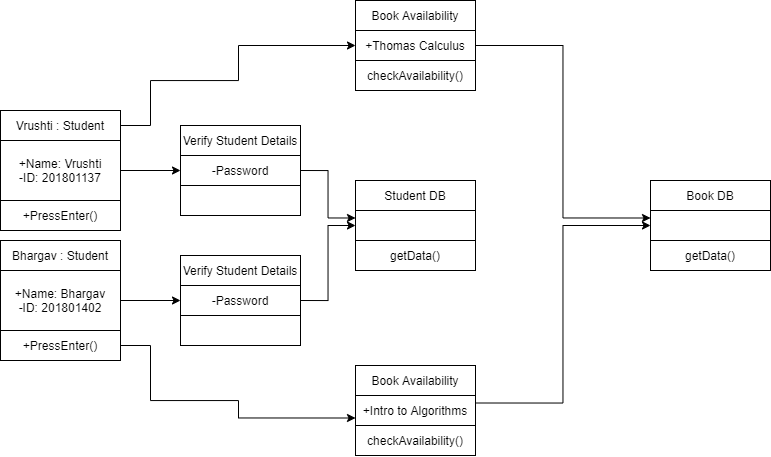 Book Availability
+Thomas Calculus
checkAvailability()
Vrushti : Student
+Name: Vrushti
-ID: 201801137
+PressEnter()
Verify Student Details
-Password
Student DB
getData()
Book DB
getData()
Bhargav : Student
+Name: Bhargav
-ID: 201801402
+PressEnter()
Verify Student Details
-Password
Book Availability
+Intro to Algorithms
checkAvailability()